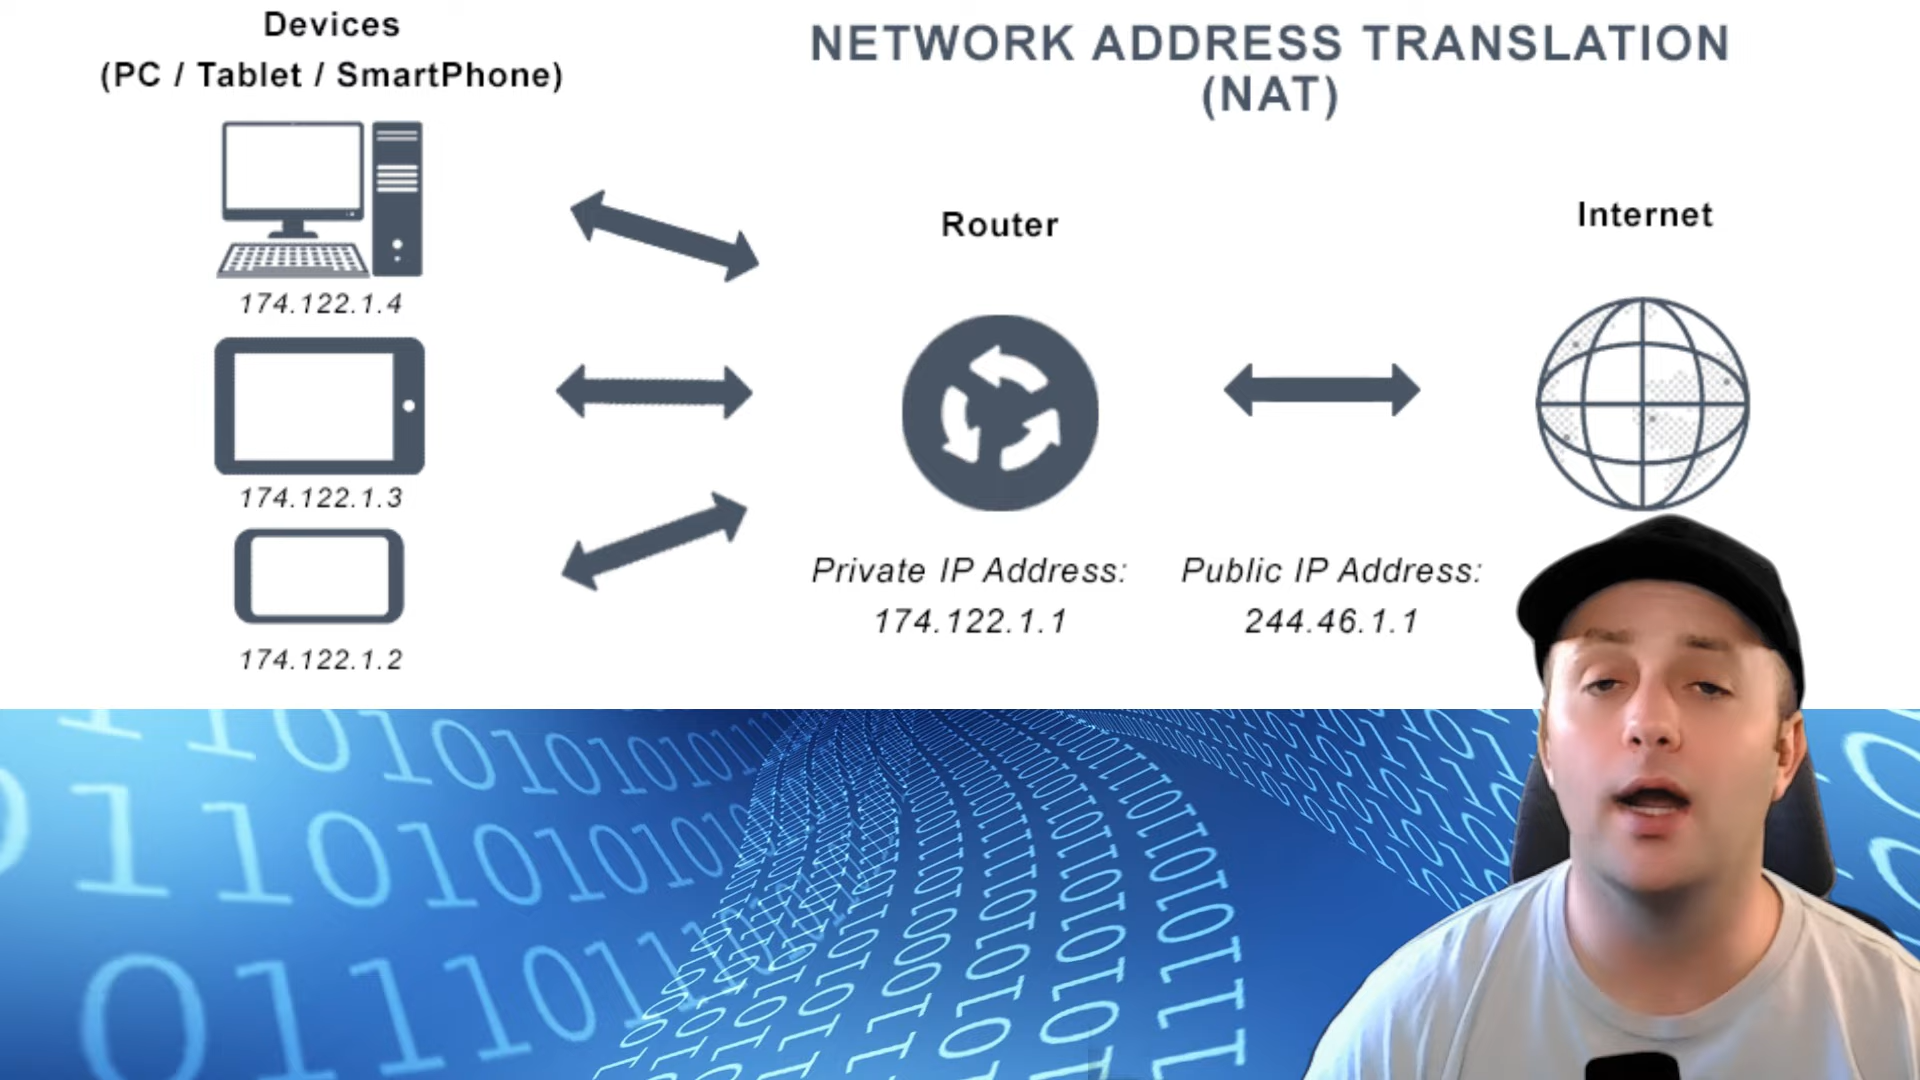 Devices
(PC / Tablet / SmartPhone)
NETWORK ADDRESS TRANSLATION
(NAT)
174.122.1.4
174.122.1.3
174.122.1.2
Router
Private IP Address:
174.122.1.1
Public IP Address:
244.46.1.1
Internet